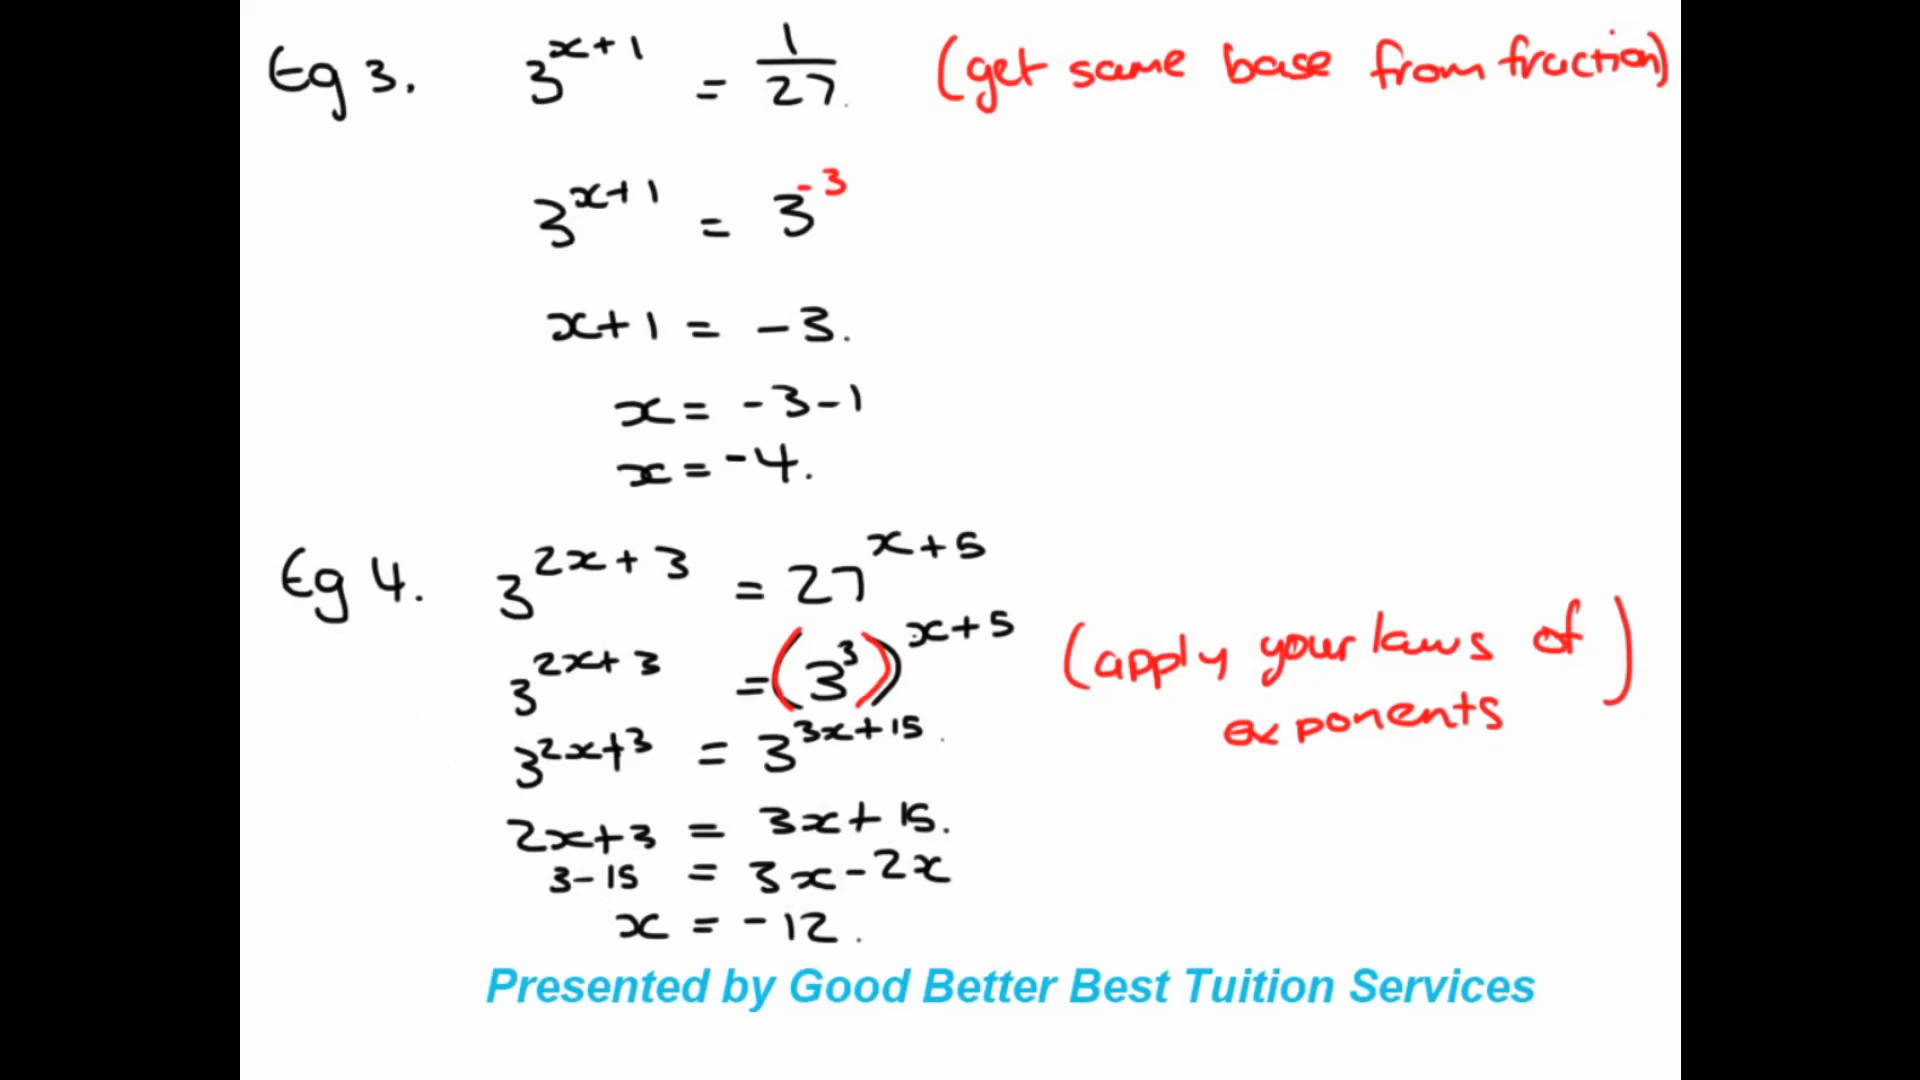 Eg 3. 3^{x+1} = \frac{1}{27}. (get same base from fraction)
3^{x+1} = 3^{-3}
x+1 = -3.
x = -3-1
x = -4.
Eg 4. 3^{2x+3} = 27^{x+5}
3^{2x+3} = (3^3)^{x+5} (apply your laws of exponents)
3^{2x+3} = 3^{3x+15}
2x+3 = 3x+15.
3-15 = 3x-2x
x = -12.
Presented by Good Better Best Tuition Services